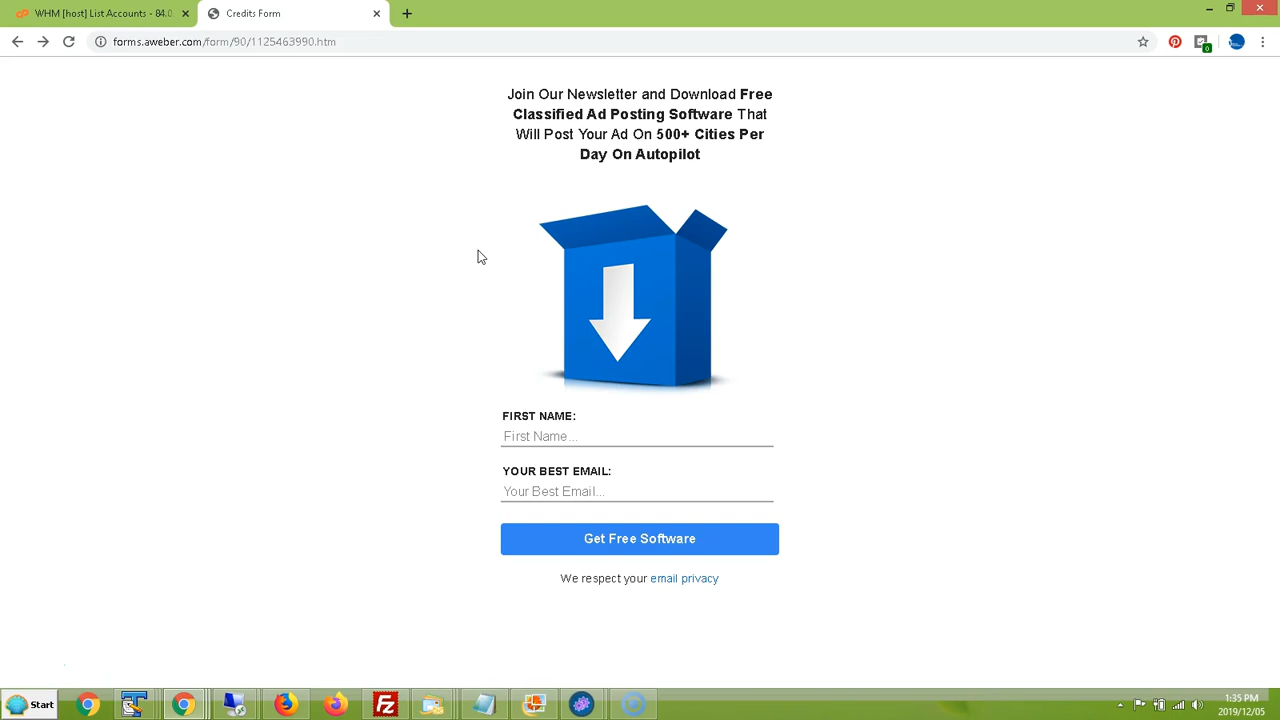 WHM [host] List Accounts - 84.0
Credits Form
forms.aweber.com/form/90/1125463990.htm
0
Join Our Newsletter and Download Free
Classified Ad Posting Software That
Will Post Your Ad On 500+ Cities Per
Day On Autopilot
FIRST NAME:
First Name...
YOUR BEST EMAIL:
Your Best Email...
Get Free Software
We respect your email privacy
Start
Fz
1:35 PM
2019/12/05